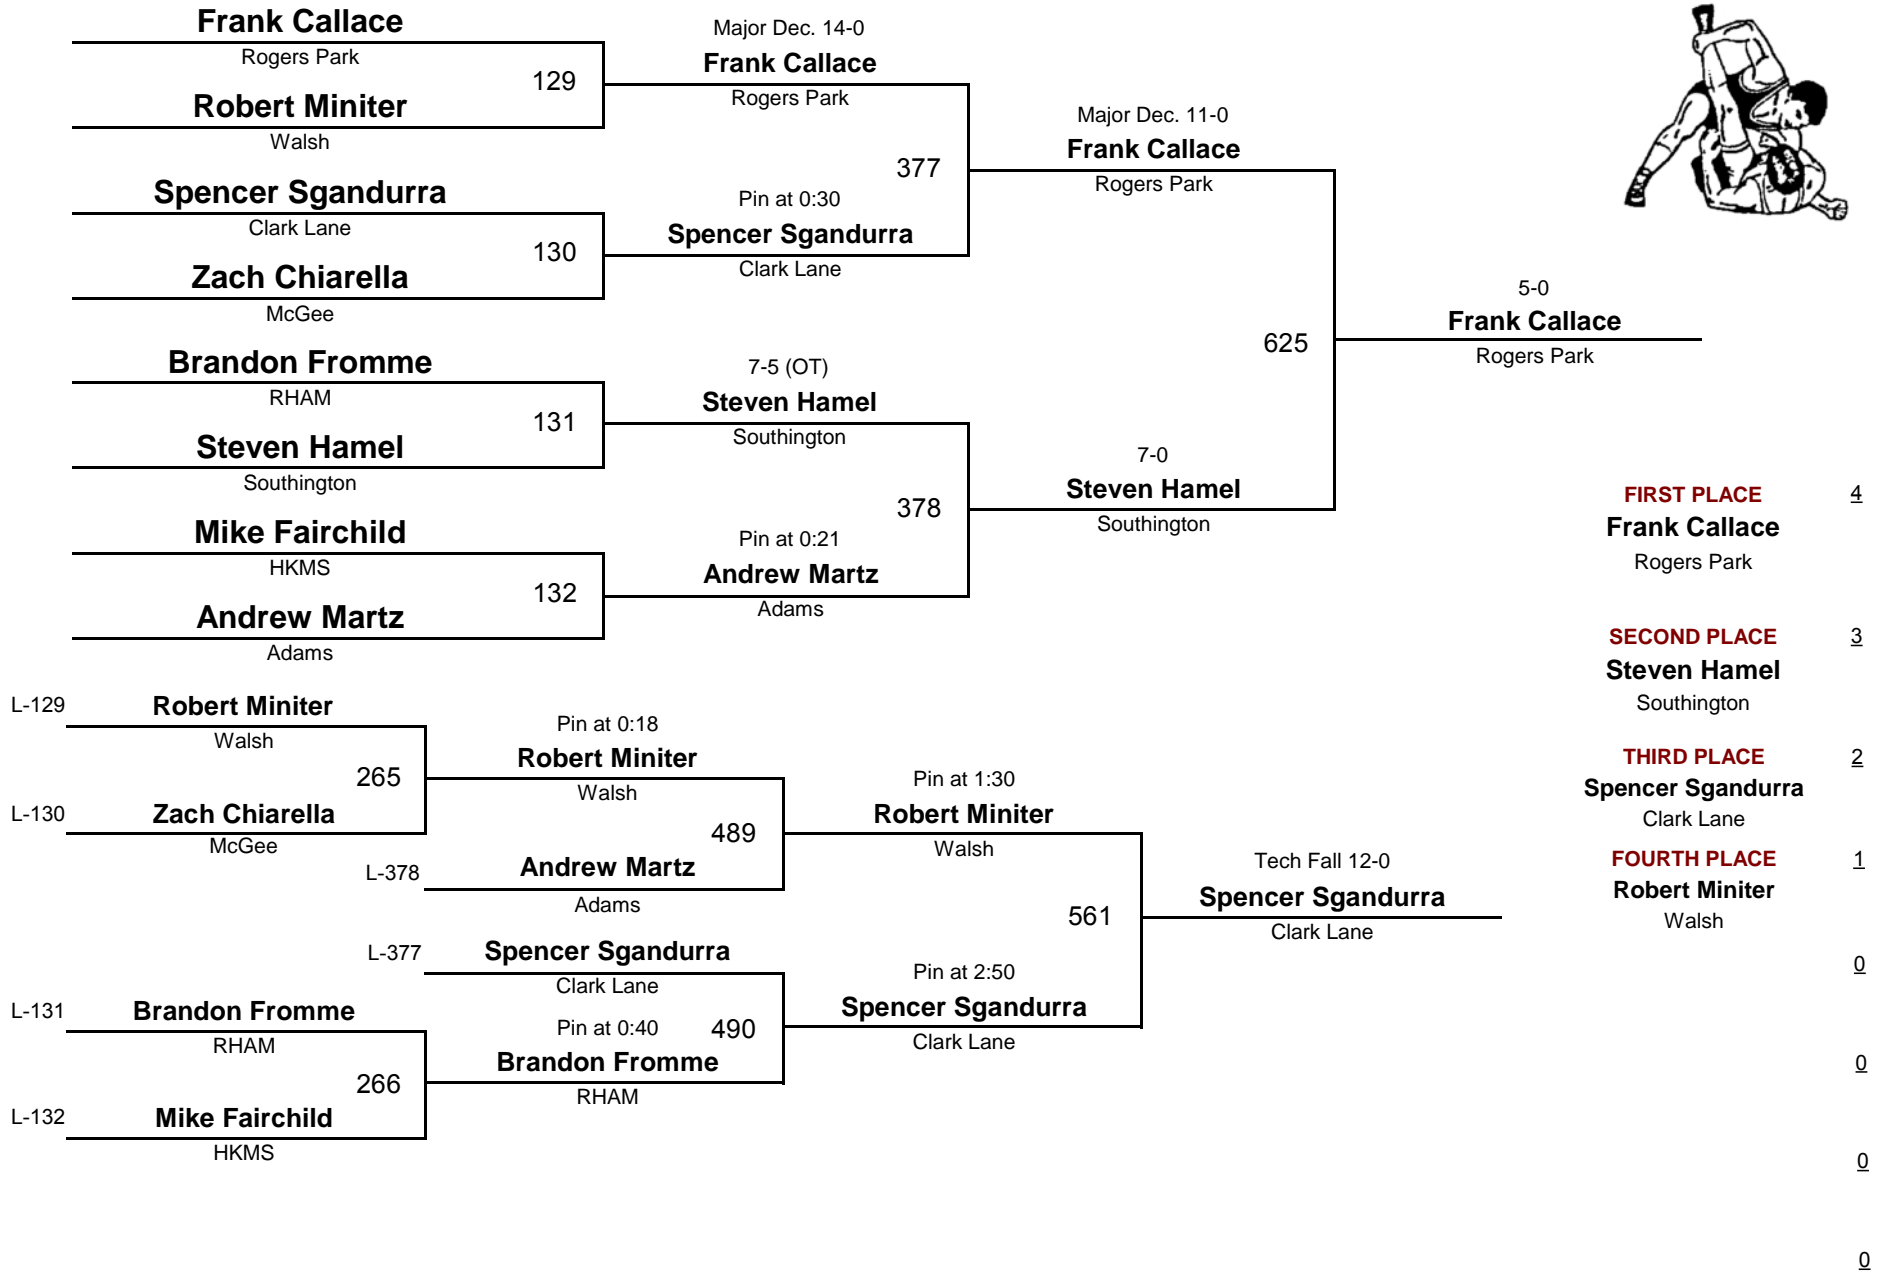 Frank Callace
Rogers Park
129
Robert Miniter
Walsh
Spencer Sgandurra
Clark Lane
130
Zach Chiarella
McGee
Brandon Fromme
RHAM
131
Steven Hamel
Southington
Mike Fairchild
HKMS
132
Andrew Martz
Adams
Major Dec. 14-0
Frank Callace
Rogers Park
377
Pin at 0:30
Spencer Sgandurra
Clark Lane
7-5 (OT)
Steven Hamel
Southington
378
Pin at 0:21
Andrew Martz
Adams
Major Dec. 11-0
Frank Callace
Rogers Park
625
7-0
Steven Hamel
Southington
5-0
Frank Callace
Rogers Park
L-129
Robert Miniter
Walsh
265
L-130
Zach Chiarella
McGee
Pin at 0:18
Robert Miniter
Walsh
489
L-378
Andrew Martz
Adams
L-377
Spencer Sgandurra
Clark Lane
490
L-131
Brandon Fromme
RHAM
266
L-132
Mike Fairchild
HKMS
Pin at 0:40
Brandon Fromme
RHAM
Pin at 1:30
Robert Miniter
Walsh
561
Pin at 2:50
Spencer Sgandurra
Clark Lane
Tech Fall 12-0
Spencer Sgandurra
Clark Lane
FIRST PLACE 4
Frank Callace
Rogers Park
SECOND PLACE 3
Steven Hamel
Southington
THIRD PLACE 2
Spencer Sgandurra
Clark Lane
FOURTH PLACE 1
Robert Miniter
Walsh
0
0
0
0